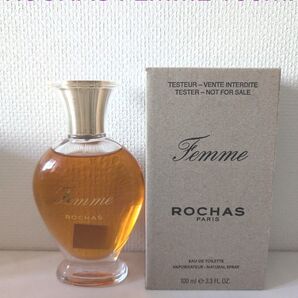 Femme
ROCHAS
TESTEUR - VENTE INTERDITE
TESTER - NOT FOR SALE
Femme
ROCHAS
PARIS
EAU DE TOILETTE
VAPORISATEUR - NATURAL SPRAY
100 ml e 3.3 FL. OZ.